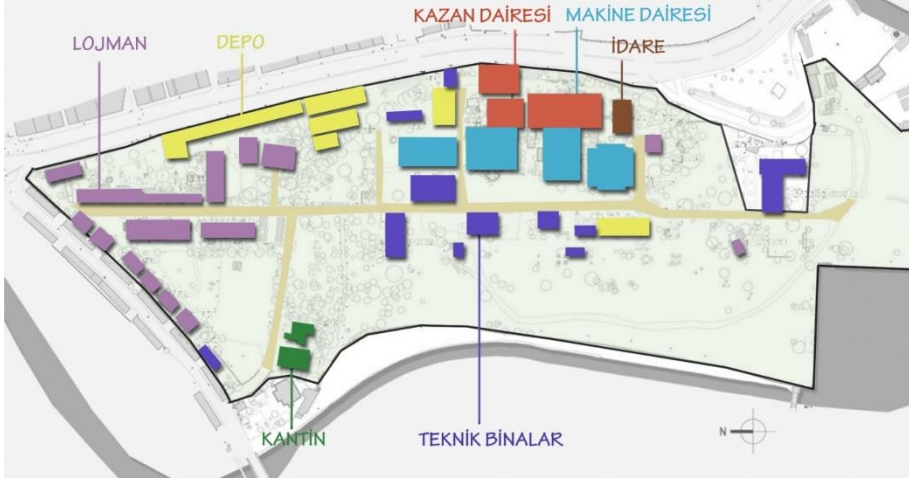 KAZAN DAİRESİ
MAKİNE DAİRESİ
LOJMAN
DEPO
İDARE
KANTİN
TEKNİK BİNALAR
N